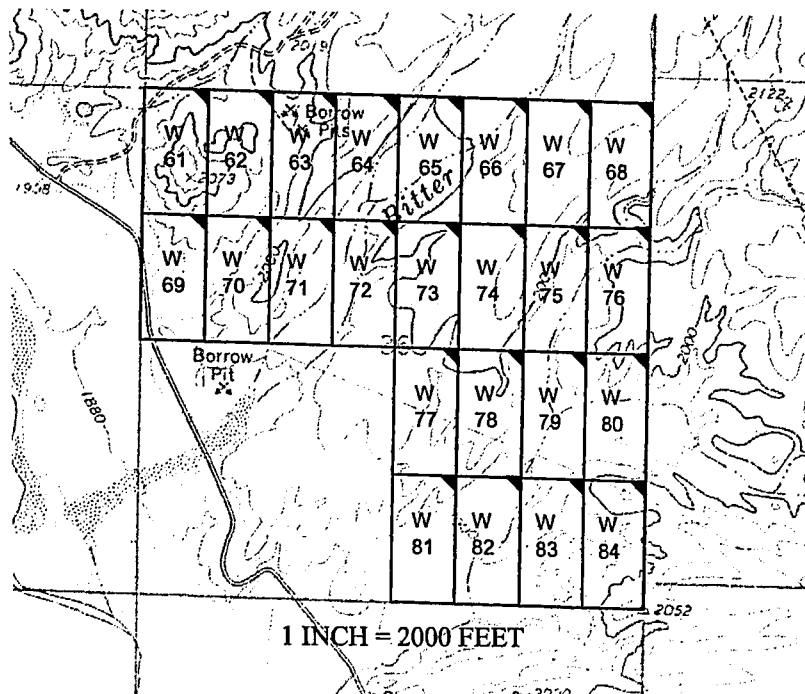 2019
2122
Borrow
Pits
W W W W W W W W
61 62 63 64 65 66 67 68
2073
1908
Bitter
W W W W W W W W
69 70 71 72 73 74 75 76
2000
Borrow
Pit
1880
W W W W
77 78 79 80
W W W W
81 82 83 84
2052
1 INCH = 2000 FEET